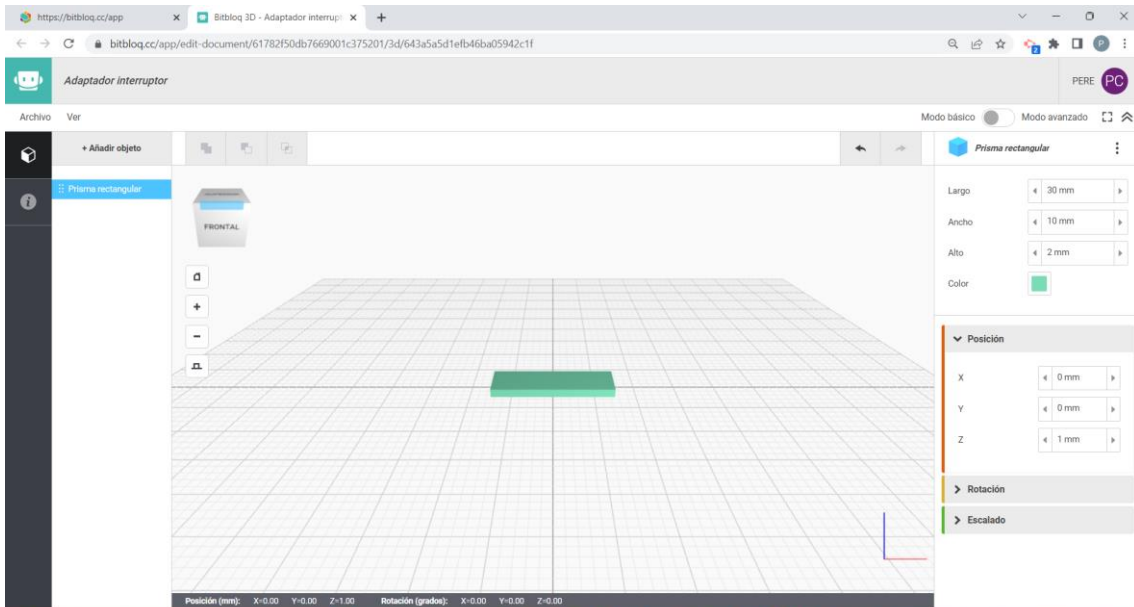 https://bitbloq.cc/app
Bitbloq 3D - Adaptador interrupt
bitbloq.cc/app/edit-document/61782f50db7669001c375201/3d/643a5a5d1efb46ba05942c1f
2
P
Adaptador interruptor
PERE
PC
Archivo Ver
Modo básico Modo avanzado
+ Añadir objeto
Prisma rectangular
Prisma rectangular
FRONTAL
Largo 30 mm
Ancho 10 mm
Alto 2 mm
Color
Posición
X 0 mm
Y 0 mm
Z 1 mm
Rotación
Escalado
Posición (mm): X=0.00 Y=0.00 Z=1.00 Rotación (grados): X=0.00 Y=0.00 Z=0.00